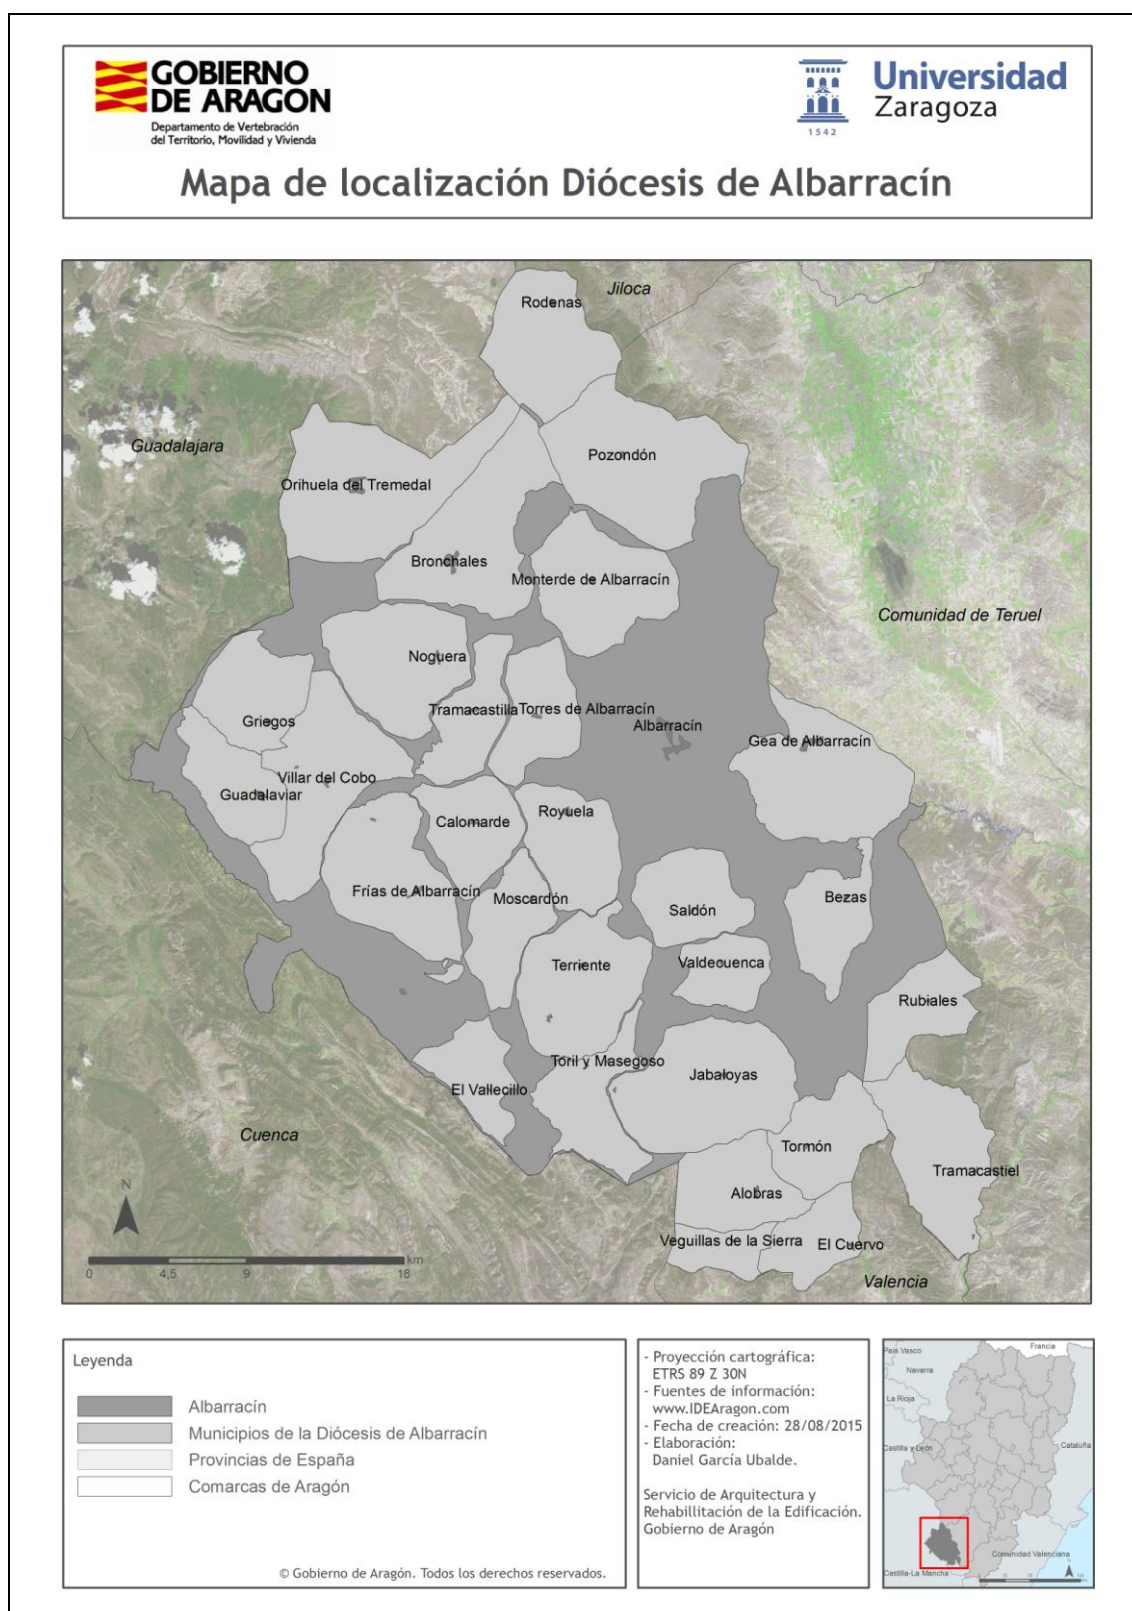 GOBIERNO
DE ARAGON
Departamento de Vertebración
del Territorio, Movilidad y Vivienda
1542
Universidad
Zaragoza
Mapa de localización Diócesis de Albarracín
Jiloca
Rodenas
Guadalajara
Pozondón
Orihuela del Tremedal
Bronchales
Monterde de Albarracín
Comunidad de Teruel
Noguera
Tramacastilla
Torres de Albarracín
Griegos
Albarracín
Gea de Albarracín
Villar del Cobo
Guadalaviar
Calomarde
Royuela
Frías de Albarracín
Moscardón
Bezas
Saldón
Terriente
Valdecuenca
Rubiales
Toril y Masegoso
Jabaloyas
El Vallecillo
Cuenca
Tormón
Tramacastiel
Alobras
Veguillas de la Sierra
El Cuervo
Valencia
N
km
0 4,5 9 18
Leyenda
Albarracín
Municipios de la Diócesis de Albarracín
Provincias de España
Comarcas de Aragón
© Gobierno de Aragón. Todos los derechos reservados.
- Proyección cartográfica:
ETRS 89 Z 30N
- Fuentes de información:
www.IDEAragon.com
- Fecha de creación: 28/08/2015
- Elaboración:
Daniel García Ubalde.
Servicio de Arquitectura y
Rehabillitación de la Edificación.
Gobierno de Aragón
Francia
País Vasco
Navarra
La Rioja
Castilla y León
Cataluña
Comunidad Valenciana
Castilla-La Mancha